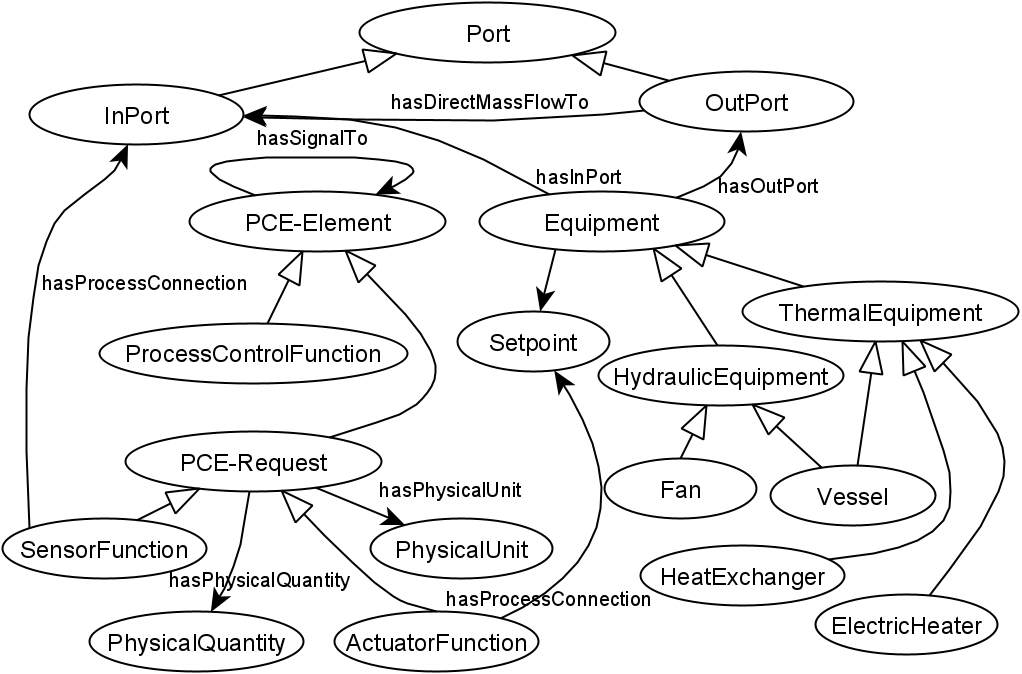 Port
hasDirectMassFlowTo
OutPort
InPort
hasSignalTo
hasInPort
hasOutPort
PCE-Element
Equipment
hasProcessConnection
ThermalEquipment
Setpoint
ProcessControlFunction
HydraulicEquipment
PCE-Request
hasPhysicalUnit
Fan
Vessel
SensorFunction
PhysicalUnit
hasPhysicalQuantity
HeatExchanger
hasProcessConnection
ElectricHeater
PhysicalQuantity
ActuatorFunction